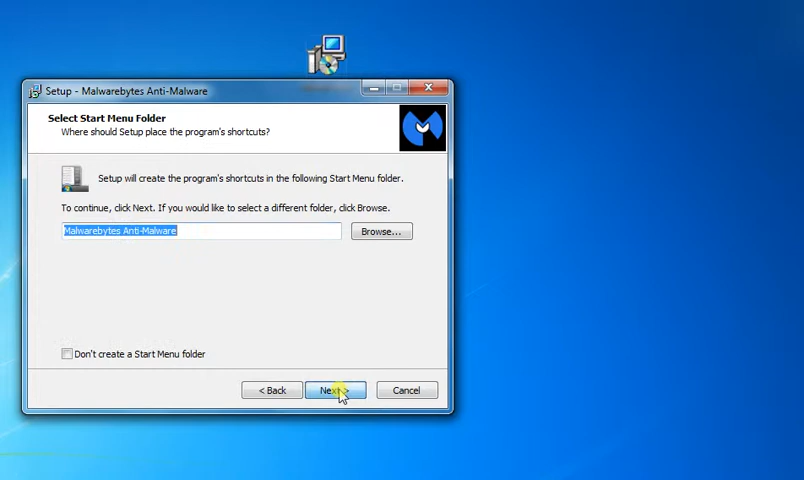 Setup - Malwarebytes Anti-Malware
Select Start Menu Folder
Where should Setup place the program's shortcuts?
Setup will create the program's shortcuts in the following Start Menu folder.
To continue, click Next. If you would like to select a different folder, click Browse.
Malwarebytes Anti-Malware
Browse...
Don't create a Start Menu folder
< Back
Next >
Cancel